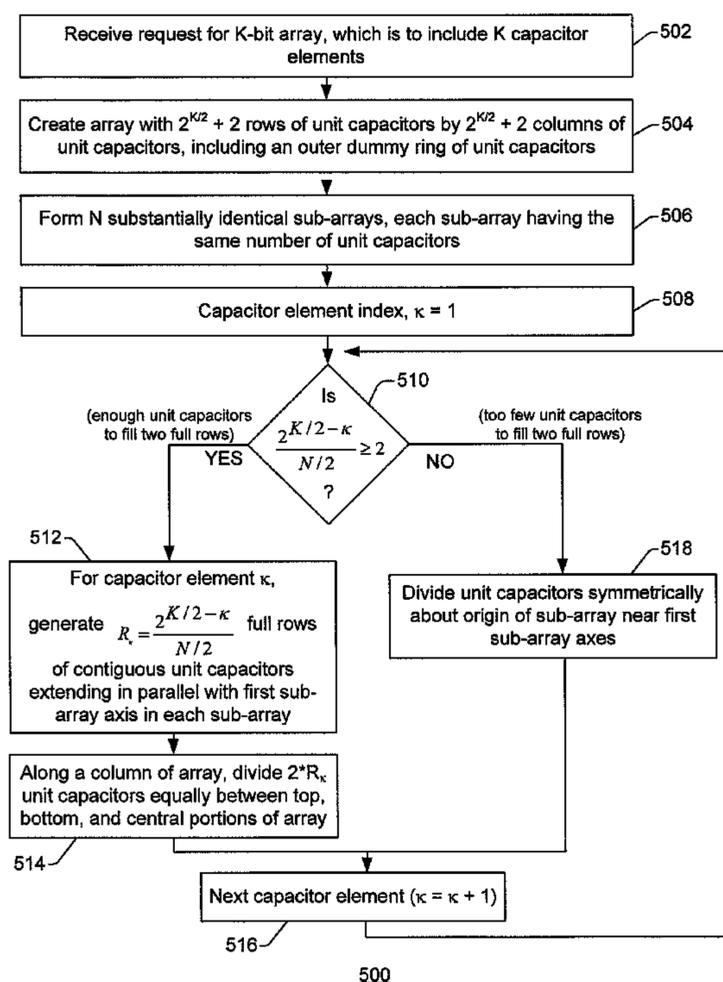 Receive request for K-bit array, which is to include K capacitor
elements
502
Create array with 2^{K/2} + 2 rows of unit capacitors by 2^{K/2} + 2 columns of
unit capacitors, including an outer dummy ring of unit capacitors
504
Form N substantially identical sub-arrays, each sub-array having the
same number of unit capacitors
506
Capacitor element index, κ = 1
508
510
Is
\frac{2^{K/2-κ}}{N/2} ≥ 2
?
(enough unit capacitors
to fill two full rows)
YES
(too few unit capacitors
to fill two full rows)
NO
512
For capacitor element κ,
generate R_κ = \frac{2^{K/2-κ}}{N/2} full rows
of contiguous unit capacitors
extending in parallel with first sub-
array axis in each sub-array
518
Divide unit capacitors symmetrically
about origin of sub-array near first
sub-array axes
Along a column of array, divide 2*R_κ
unit capacitors equally between top,
bottom, and central portions of array
514
Next capacitor element (κ = κ + 1)
516
500